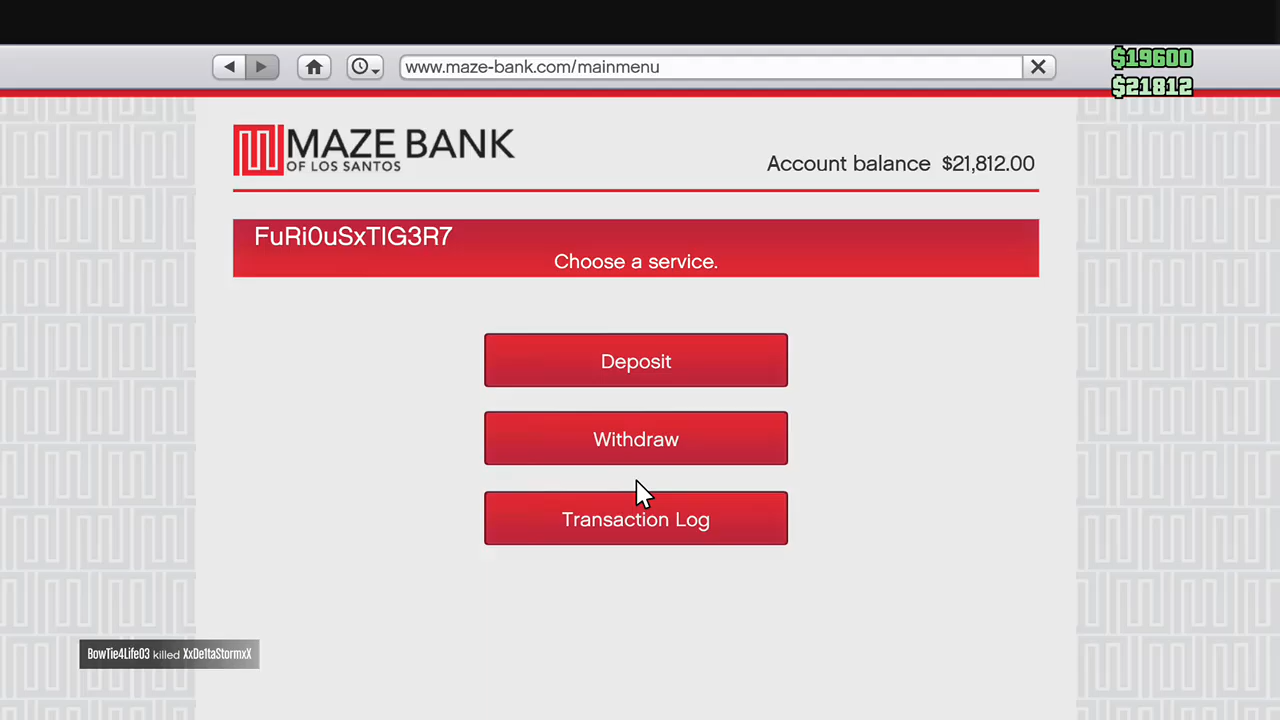 www.maze-bank.com/mainmenu
$19600
$21812
MAZE BANK
OF LOS SANTOS
Account balance $21,812.00
FuRi0uSxTIG3R7
Choose a service.
Deposit
Withdraw
Transaction Log
BowTie4Life03 killed XxDe1taStormxX